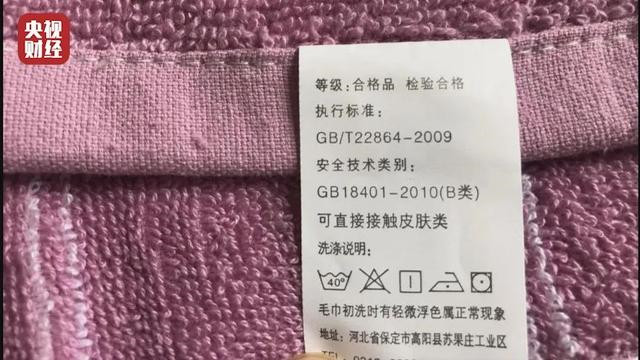 央视
财经
等级：合格品 检验合格
执行标准：
GB/T22864-2009
安全技术类别：
GB18401-2010(B类)
可直接接触皮肤类
洗涤说明：
40°
毛巾初洗时有轻微浮色属正常现象
地址：河北省保定市高阳县苏果庄工业区